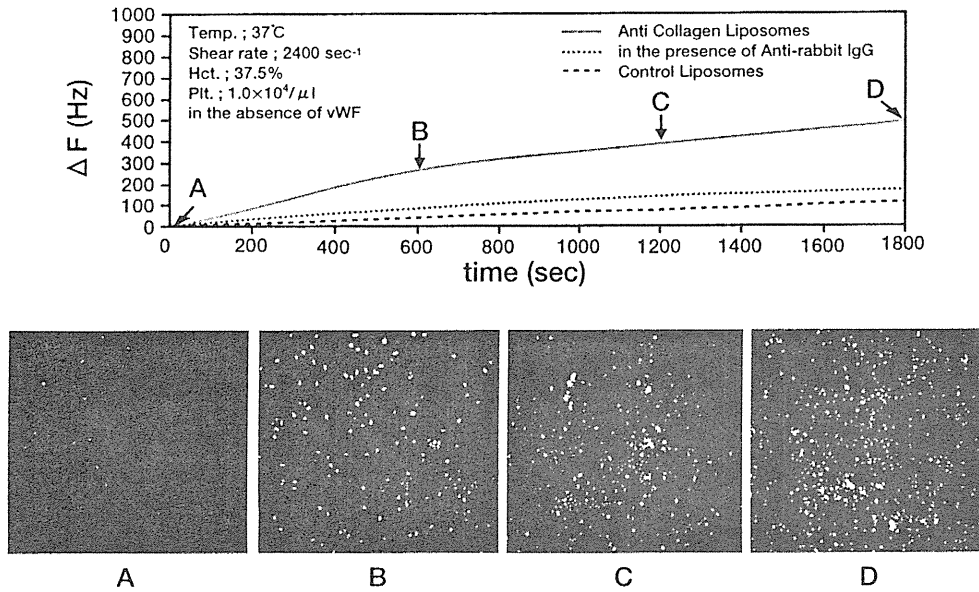 1000
900
800
700
600
500
400
300
200
100
0
Δ F (Hz)
Temp. ; 37℃
Shear rate ; 2400 sec⁻¹
Hct. ; 37.5%
Plt. ; 1.0×10⁴/μl
in the absence of vWF
Anti Collagen Liposomes
in the presence of Anti-rabbit IgG
Control Liposomes
A
B
C
D
0 200 400 600 800 1000 1200 1400 1600 1800
time (sec)
A B C D